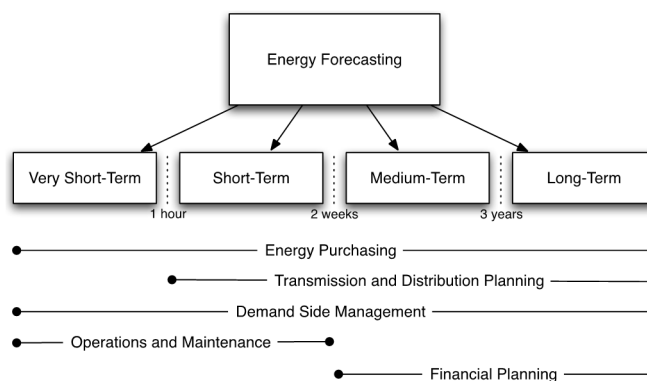 Energy Forecasting
Very Short-Term
Short-Term
Medium-Term
Long-Term
1 hour
2 weeks
3 years
Energy Purchasing
Transmission and Distribution Planning
Demand Side Management
Operations and Maintenance
Financial Planning